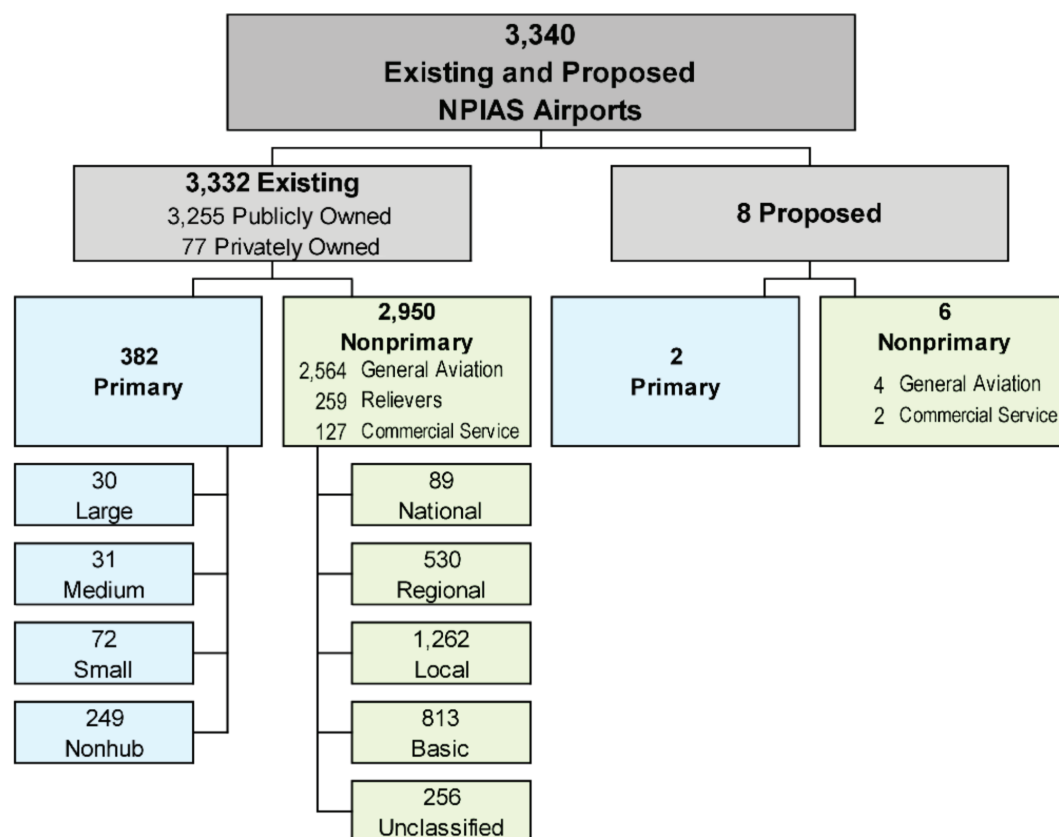 3,340
Existing and Proposed
NPIAS Airports
3,332 Existing
3,255 Publicly Owned
77 Privately Owned
8 Proposed
382
Primary
2,950
Nonprimary
2,564 General Aviation
259 Relievers
127 Commercial Service
2
Primary
6
Nonprimary
4 General Aviation
2 Commercial Service
30
Large
31
Medium
72
Small
249
Nonhub
89
National
530
Regional
1,262
Local
813
Basic
256
Unclassified